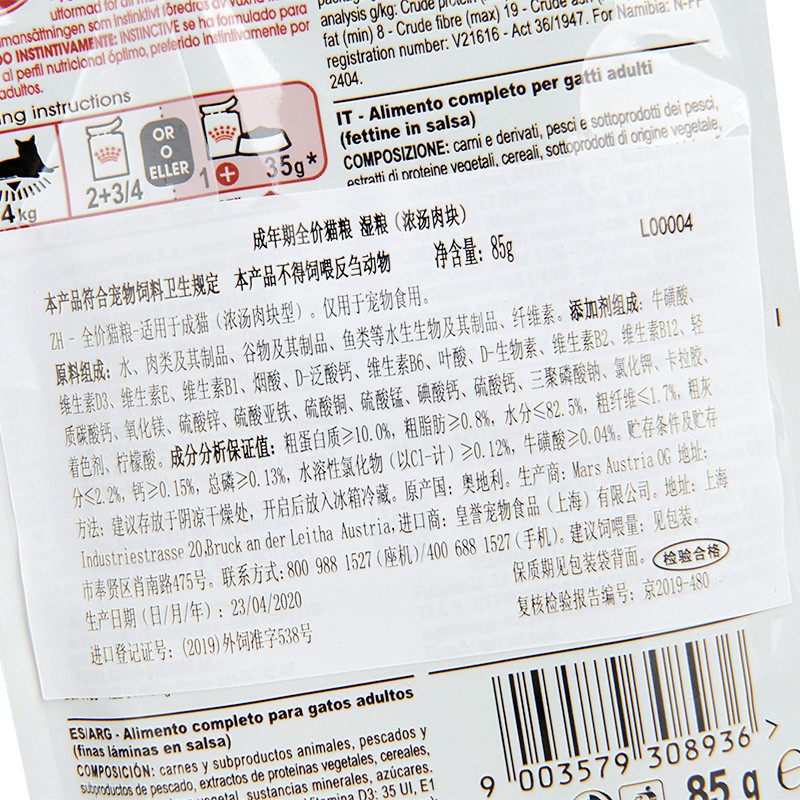 uttormad för att
mansättningen som instinktivt föredras av vuxna
DO INSTINTIVAMENTE: INSTINCTIVE se ha formulado para
al perfil nutricional óptimo, preferido instintivamente por
adultos.
ing instructions
4kg
2+3/4
OR
O
ELLER
1 + 35g*
analysis g/kg: Crude protein
fat (min) 8 - Crude fibre (max) 19 - Crude ash
registration number: V21616 - Act 36/1947. For Namibia: N-FF
2404.
IT - Alimento completo per gatti adulti
(fettine in salsa)
COMPOSIZIONE: carni e derivati, pesci e sottoprodotti dei pesci,
estratti di proteine vegetali, cereali, sottoprodotti di origine vegetale,
成年期全价猫粮 湿粮（浓汤肉块）
L00004
本产品符合宠物饲料卫生规定 本产品不得饲喂反刍动物 净含量：85g
ZH - 全价猫粮-适用于成猫（浓汤肉块型）。仅用于宠物食用。
原料组成：水、肉类及其制品、谷物及其制品、鱼类等水生生物及其制品、纤维素。添加剂组成：牛磺酸、
维生素D3、维生素E、维生素B1、烟酸、D-泛酸钙、维生素B6、叶酸、D-生物素、维生素B2、维生素B12、轻
质碳酸钙、氧化镁、硫酸锌、硫酸亚铁、硫酸铜、硫酸锰、碘酸钙、硫酸钙、三聚磷酸钠、氯化钾、卡拉胶、
着色剂、柠檬酸。成分分析保证值：粗蛋白质≥10.0%，粗脂肪≥0.8%，水分≤82.5%，粗纤维≤1.7%，粗灰
分≤2.2%，钙≥0.15%，总磷≥0.13%，水溶性氯化物（以Cl-计）≥0.12%，牛磺酸≥0.04%。贮存条件及贮存
方法：建议存放于阴凉干燥处，开启后放入冰箱冷藏。原产国：奥地利。生产商：Mars Austria OG 地址：
Industriestrasse 20,Bruck an der Leitha Austria,进口商：皇誉宠物食品（上海）有限公司。地址：上海
市奉贤区肖南路475号。联系方式:800 988 1527(座机)/400 688 1527(手机)。建议饲喂量：见包装。
生产日期（日/月/年）：23/04/2020 保质期见包装袋背面。 检验合格
进口登记证号：(2019)外饲准字538号 复核检验报告编号：京2019-480
ES/ARG - Alimento completo para gatos adultos
(finas láminas en salsa)
COMPOSICIÓN: carnes y subproductos animales, pescados y
subproductos de pescado, extractos de proteínas vegetales, cereales,
vegetal, sustancias minerales, azúcares.
D3: 35 UI, E1
9 003579 308936 >
85 g e